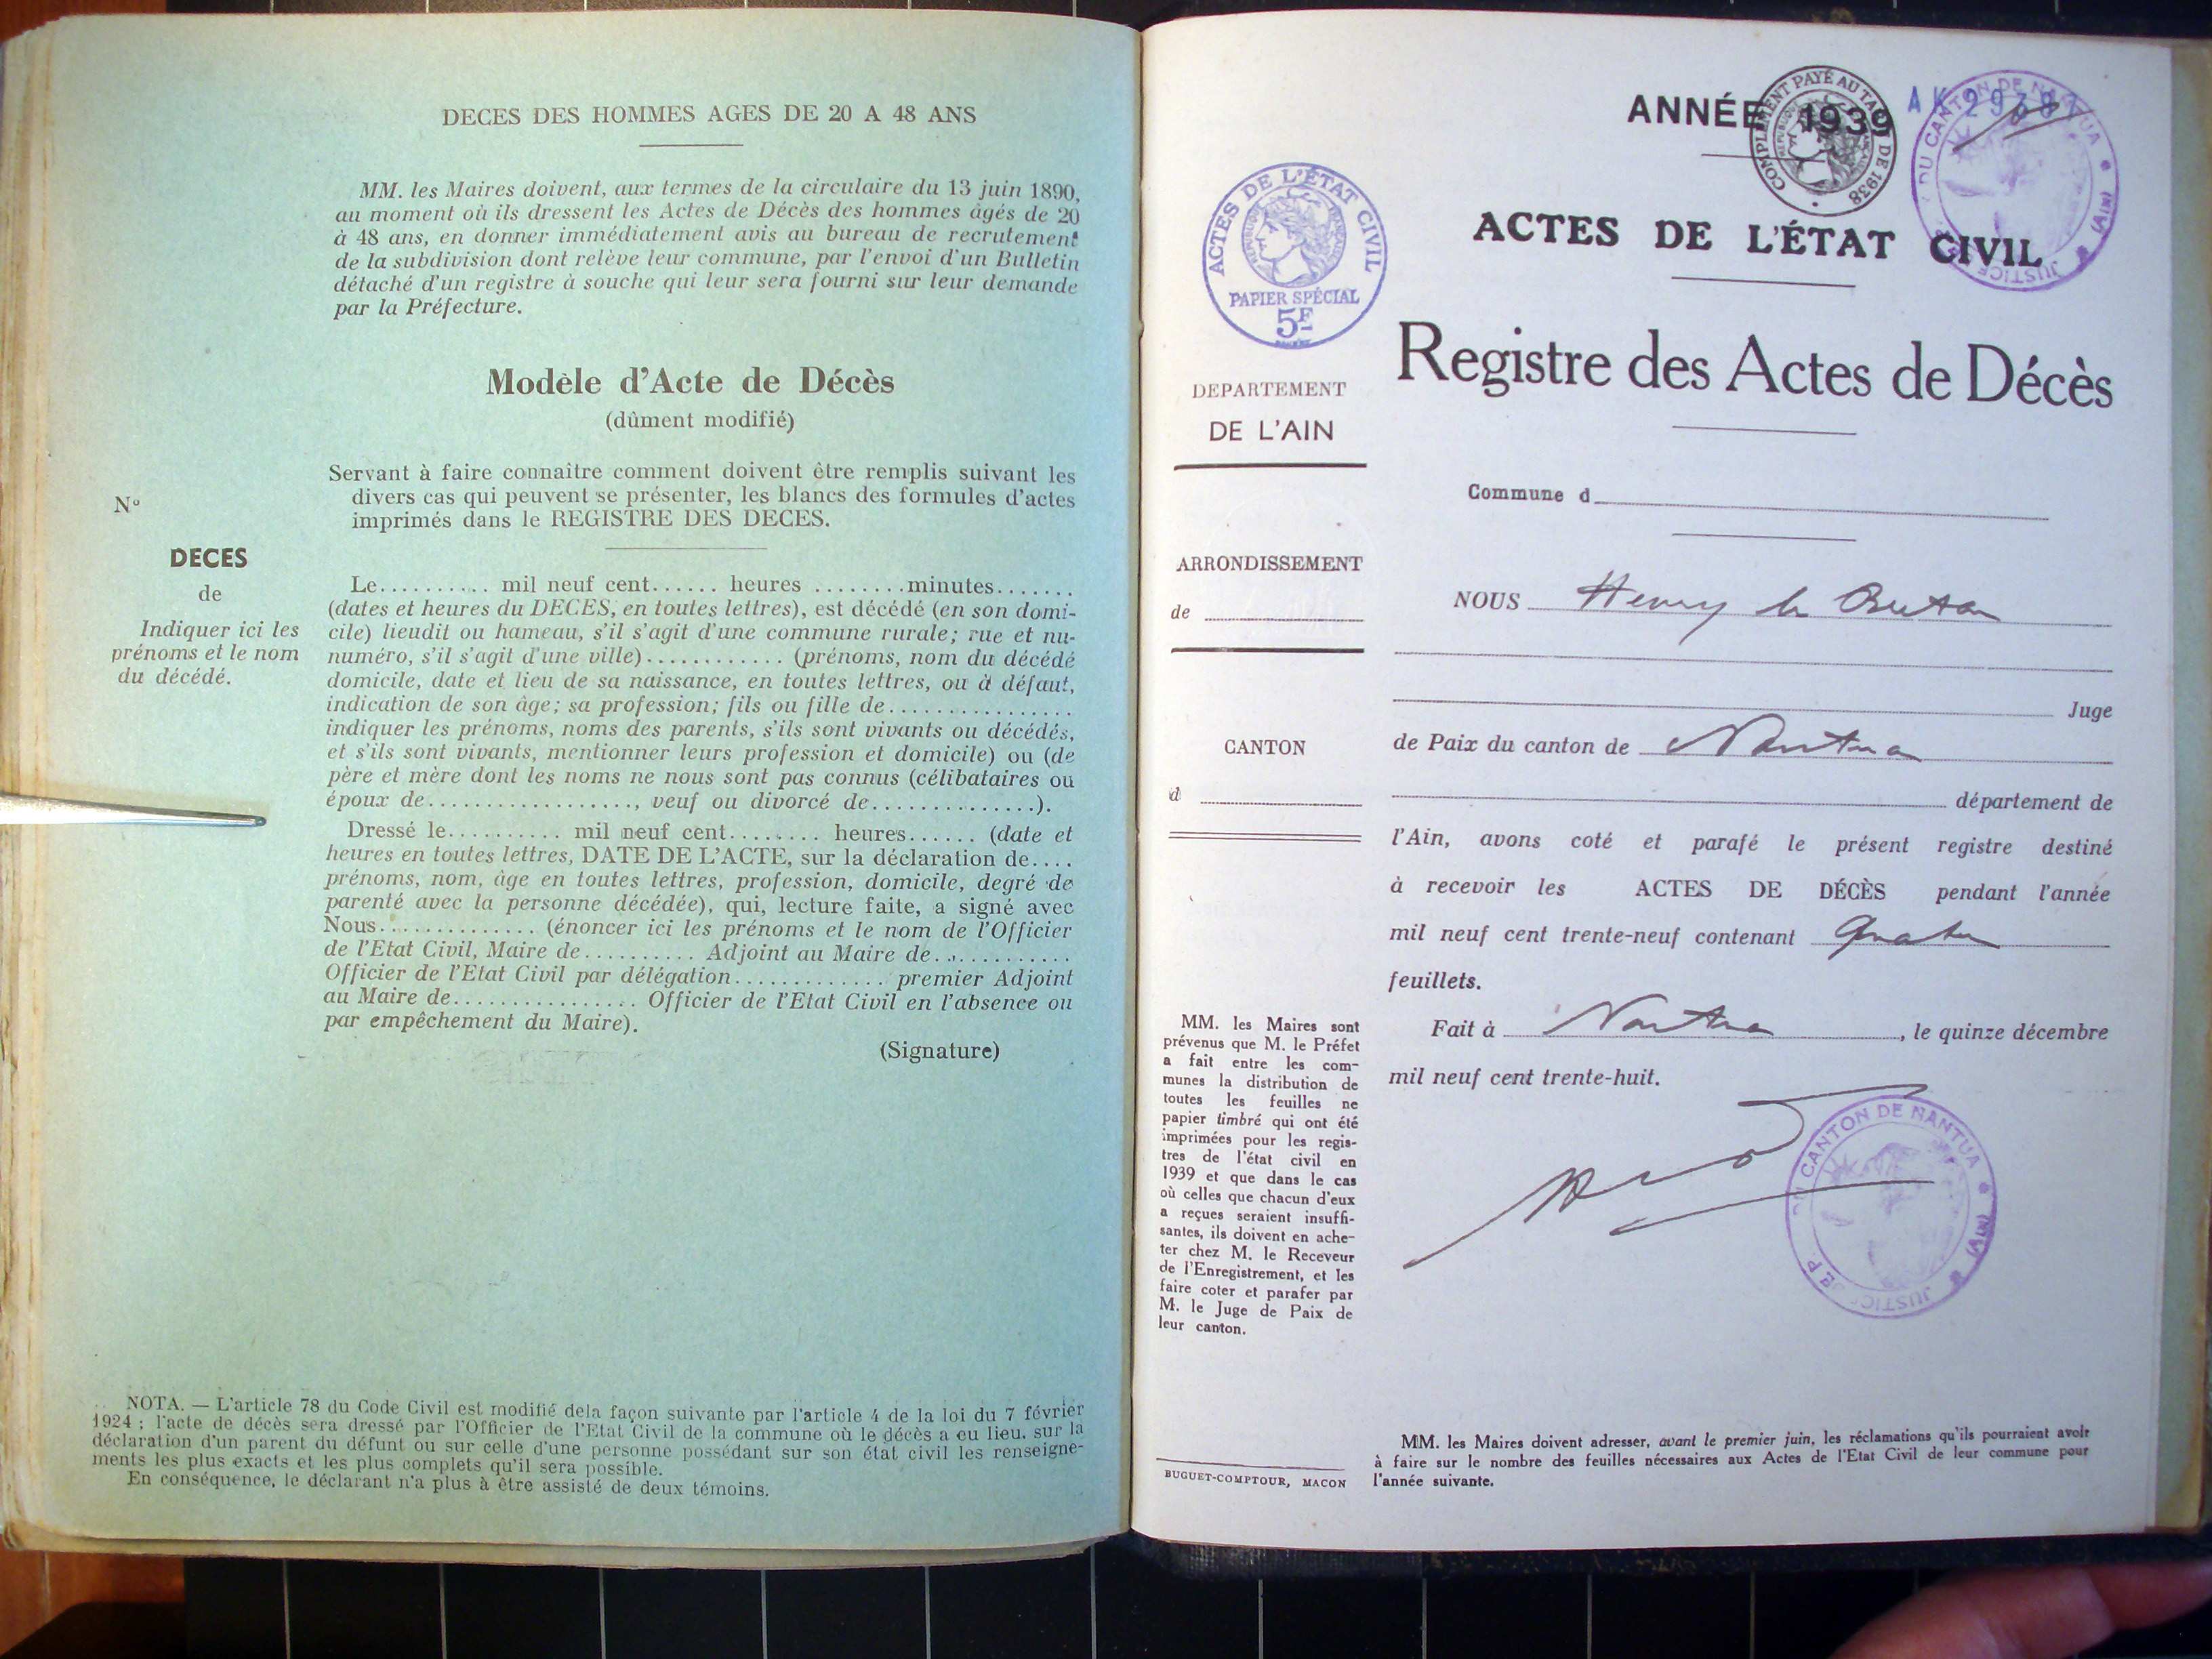 DECES DES HOMMES AGES DE 20 A 48 ANS
MM. les Maires doivent, aux termes de la circulaire du 13 juin 1890,
au moment où ils dressent les Actes de Décès des hommes âgés de 20
à 48 ans, en donner immédiatement avis au bureau de recrutement
de la subdivision dont relève leur commune, par l'envoi d'un Bulletin
détaché d'un registre à souche qui leur sera fourni sur leur demande
par la Préfecture.
Modèle d'Acte de Décès
(dûment modifié)
Servant à faire connaître comment doivent être remplis suivant les
divers cas qui peuvent se présenter, les blancs des formules d'actes
imprimés dans le REGISTRE DES DECES.
N°
DECES
de
Indiquer ici les
prénoms et le nom
du décédé.
Le.......... mil neuf cent...... heures ........minutes.......
(dates et heures du DECES, en toutes lettres), est décédé (en son domi-
cile) lieudit ou hameau, s'il s'agit d'une commune rurale; rue et nu-
numéro, s'il s'agit d'une ville)............ (prénoms, nom du décédé
domicile, date et lieu de sa naissance, en toutes lettres, ou à défaut,
indication de son âge; sa profession; fils ou fille de................
indiquer les prénoms, noms des parents, s'ils sont vivants ou décédés,
et s'ils sont vivants, mentionner leurs profession et domicile) ou (de
père et mère dont les noms ne nous sont pas connus (célibataires ou
époux de.................., veuf ou divorcé de...............).
Dressé le.......... mil neuf cent........ heures...... (date et
heures en toutes lettres, DATE DE L'ACTE, sur la déclaration de....
prénoms, nom, âge en toutes lettres, profession, domicile, degré de
parenté avec la personne décédée), qui, lecture faite, a signé avec
Nous.............. (énoncer ici les prénoms et le nom de l'Officier
de l'Etat Civil, Maire de.......... Adjoint au Maire de............
Officier de l'Etat Civil par délégation............. premier Adjoint
au Maire de................ Officier de l'Etat Civil en l'absence ou
par empêchement du Maire).
(Signature)
NOTA. — L'article 78 du Code Civil est modifié dela façon suivante par l'article 4 de la loi du 7 février
1924 : l'acte de décès sera dressé par l'Officier de l'Etat Civil de la commune où le décès a eu lieu, sur la
déclaration d'un parent du défunt ou sur celle d'une personne possédant sur son état civil les renseigne-
ments les plus exacts et les plus complets qu'il sera possible.
En conséquence, le déclarant n'a plus à être assisté de deux témoins.
ANNÉE 1939
COMPLÉMENT PAYÉ AU TARIF DE 1938
DU CANTON DE NANTUA (Ain)
JUSTICE
ACTES DE L'ÉTAT CIVIL
PAPIER SPÉCIAL
5F
ACTES DE L'ÉTAT CIVIL
Registre des Actes de Décès
DEPARTEMENT
DE L'AIN
ARRONDISSEMENT
de
CANTON
d
MM. les Maires sont
prévenus que M. le Préfet
a fait entre les com-
munes la distribution de
toutes les feuilles ne
papier timbré qui ont été
imprimées pour les regis-
tres de l'état civil en
1939 et que dans le cas
où celles que chacun d'eux
a reçues seraient insuffi-
santes, ils doivent en ache-
ter chez M. le Receveur
de l'Enregistrement, et les
faire coter et parafer par
M. le Juge de Paix de
leur canton.
BUGUET-COMPTOUR, MACON
Commune d
NOUS Henry le Breton
Juge
de Paix du canton de Nantua
département de
l'Ain, avons coté et parafé le présent registre destiné
à recevoir les ACTES DE DÉCÈS pendant l'année
mil neuf cent trente-neuf contenant Quatre
feuillets.
Fait à Nantua, le quinze décembre
mil neuf cent trente-huit.
DU CANTON DE NANTUA (Ain)
JUSTICE
MM. les Maires doivent adresser, avant le premier juin, les réclamations qu'ils pourraient avoir
à faire sur le nombre des feuilles nécessaires aux Actes de l'Etat Civil de leur commune pour
l'année suivante.